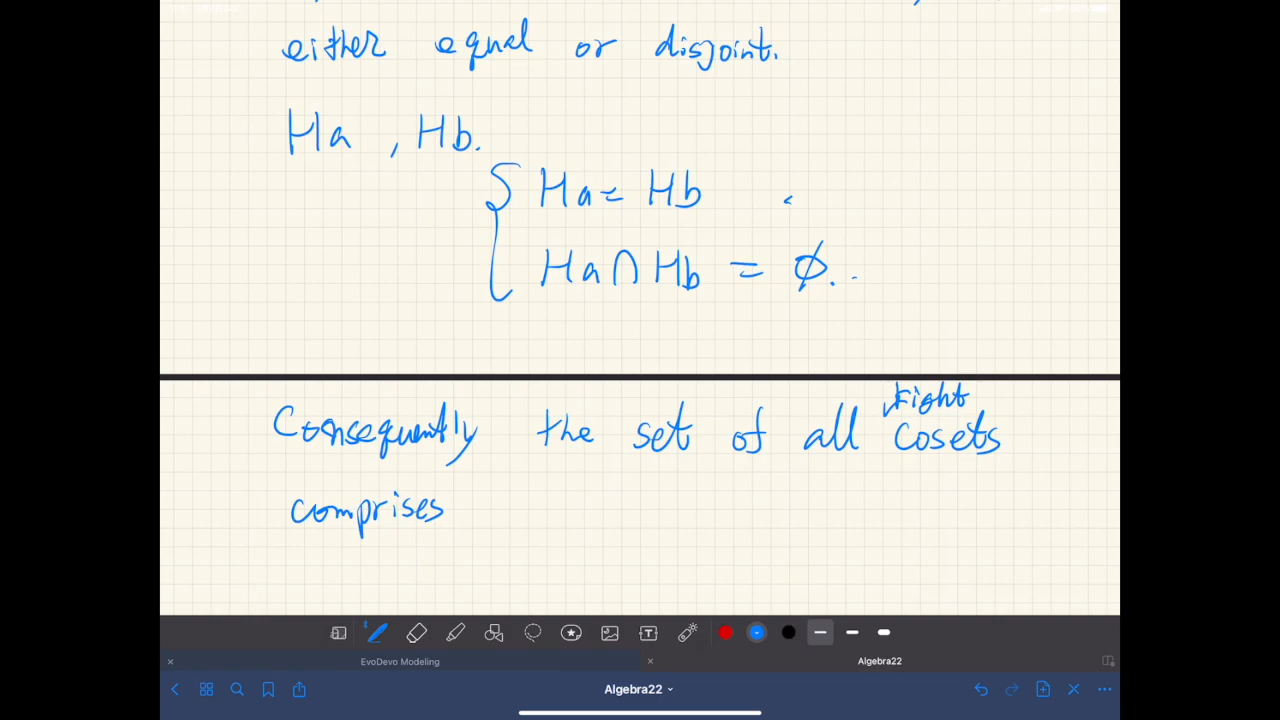 either equal or disjoint.
Ha , Hb.
Ha = Hb
Ha ∩ Hb = ∅.
right
Consequently the set of all cosets
comprises
EvoDevo Modeling
Algebra22
Algebra22